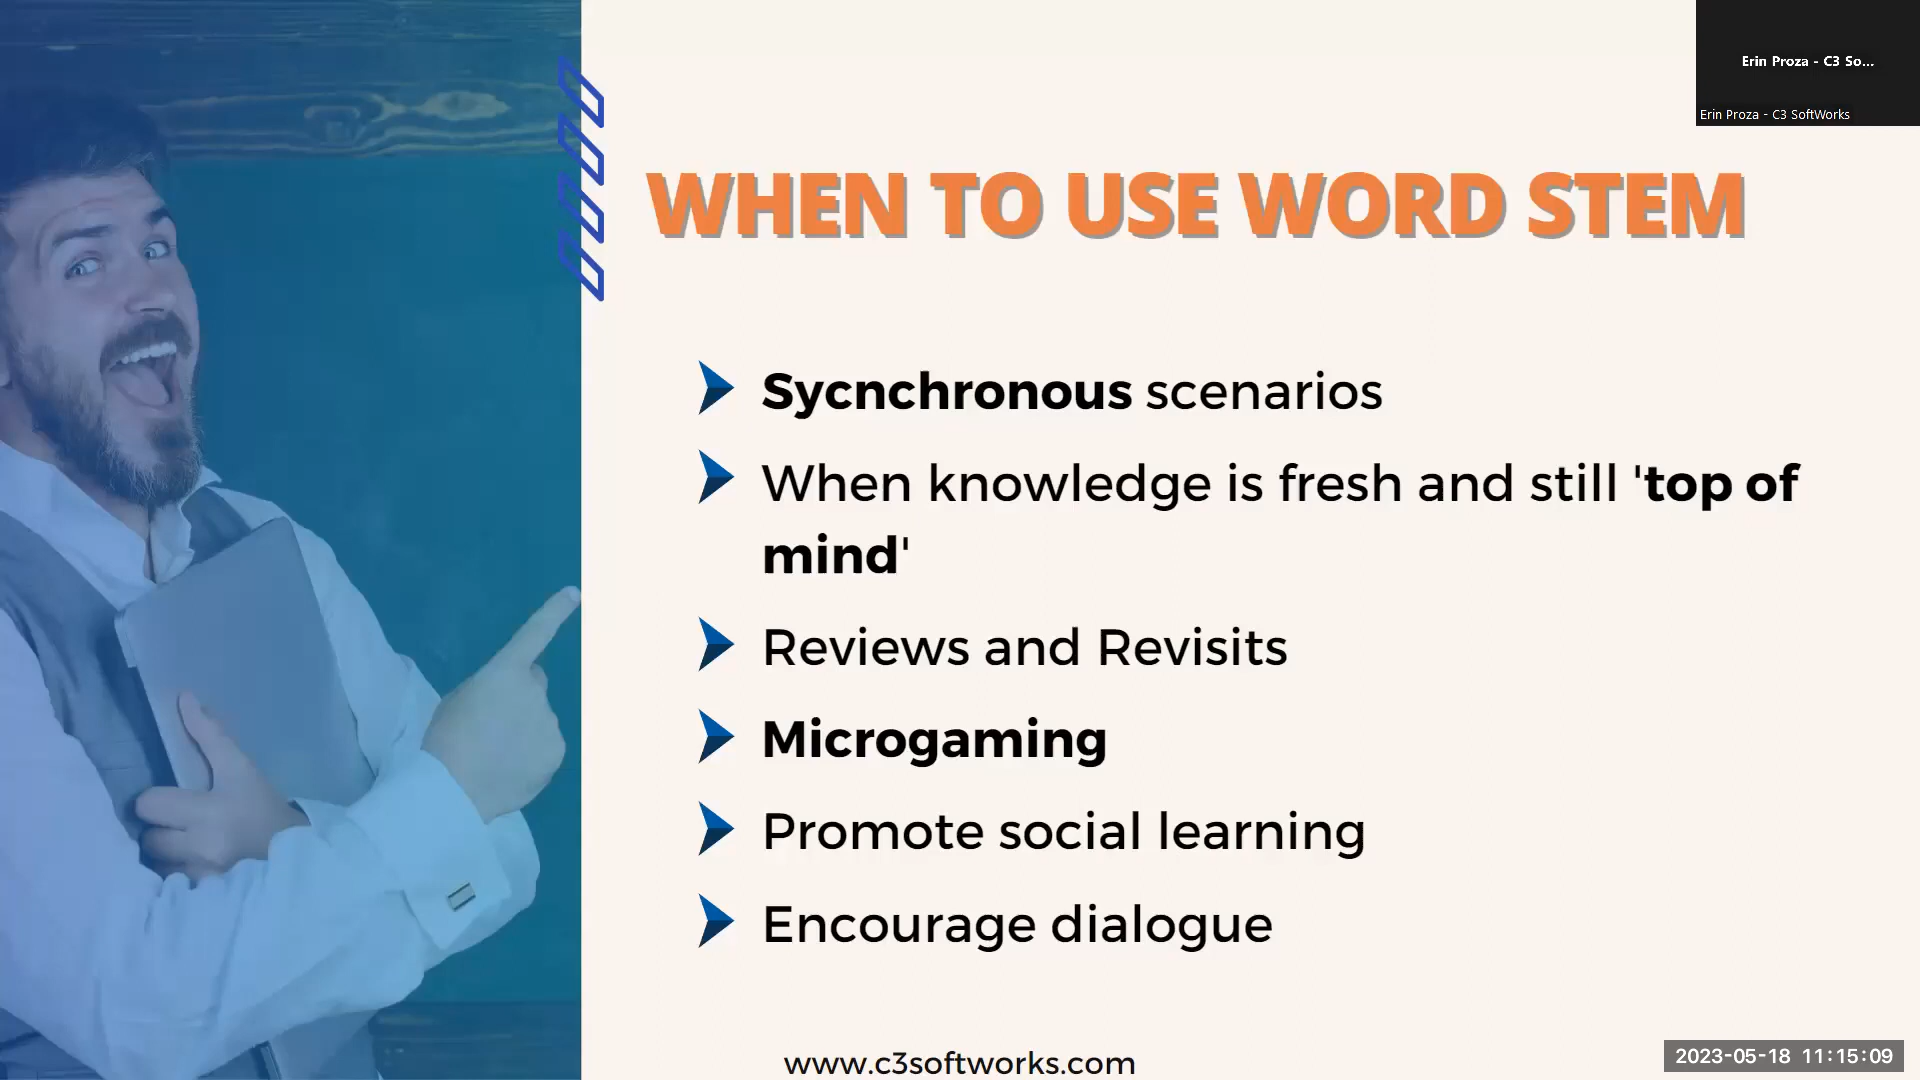 Erin Proza - C3 So...
Erin Proza - C3 SoftWorks
WHEN TO USE WORD STEM
Sycnchronous scenarios
When knowledge is fresh and still 'top of
mind'
Reviews and Revisits
Microgaming
Promote social learning
Encourage dialogue
www.c3softworks.com
2023-05-18 11:15:09